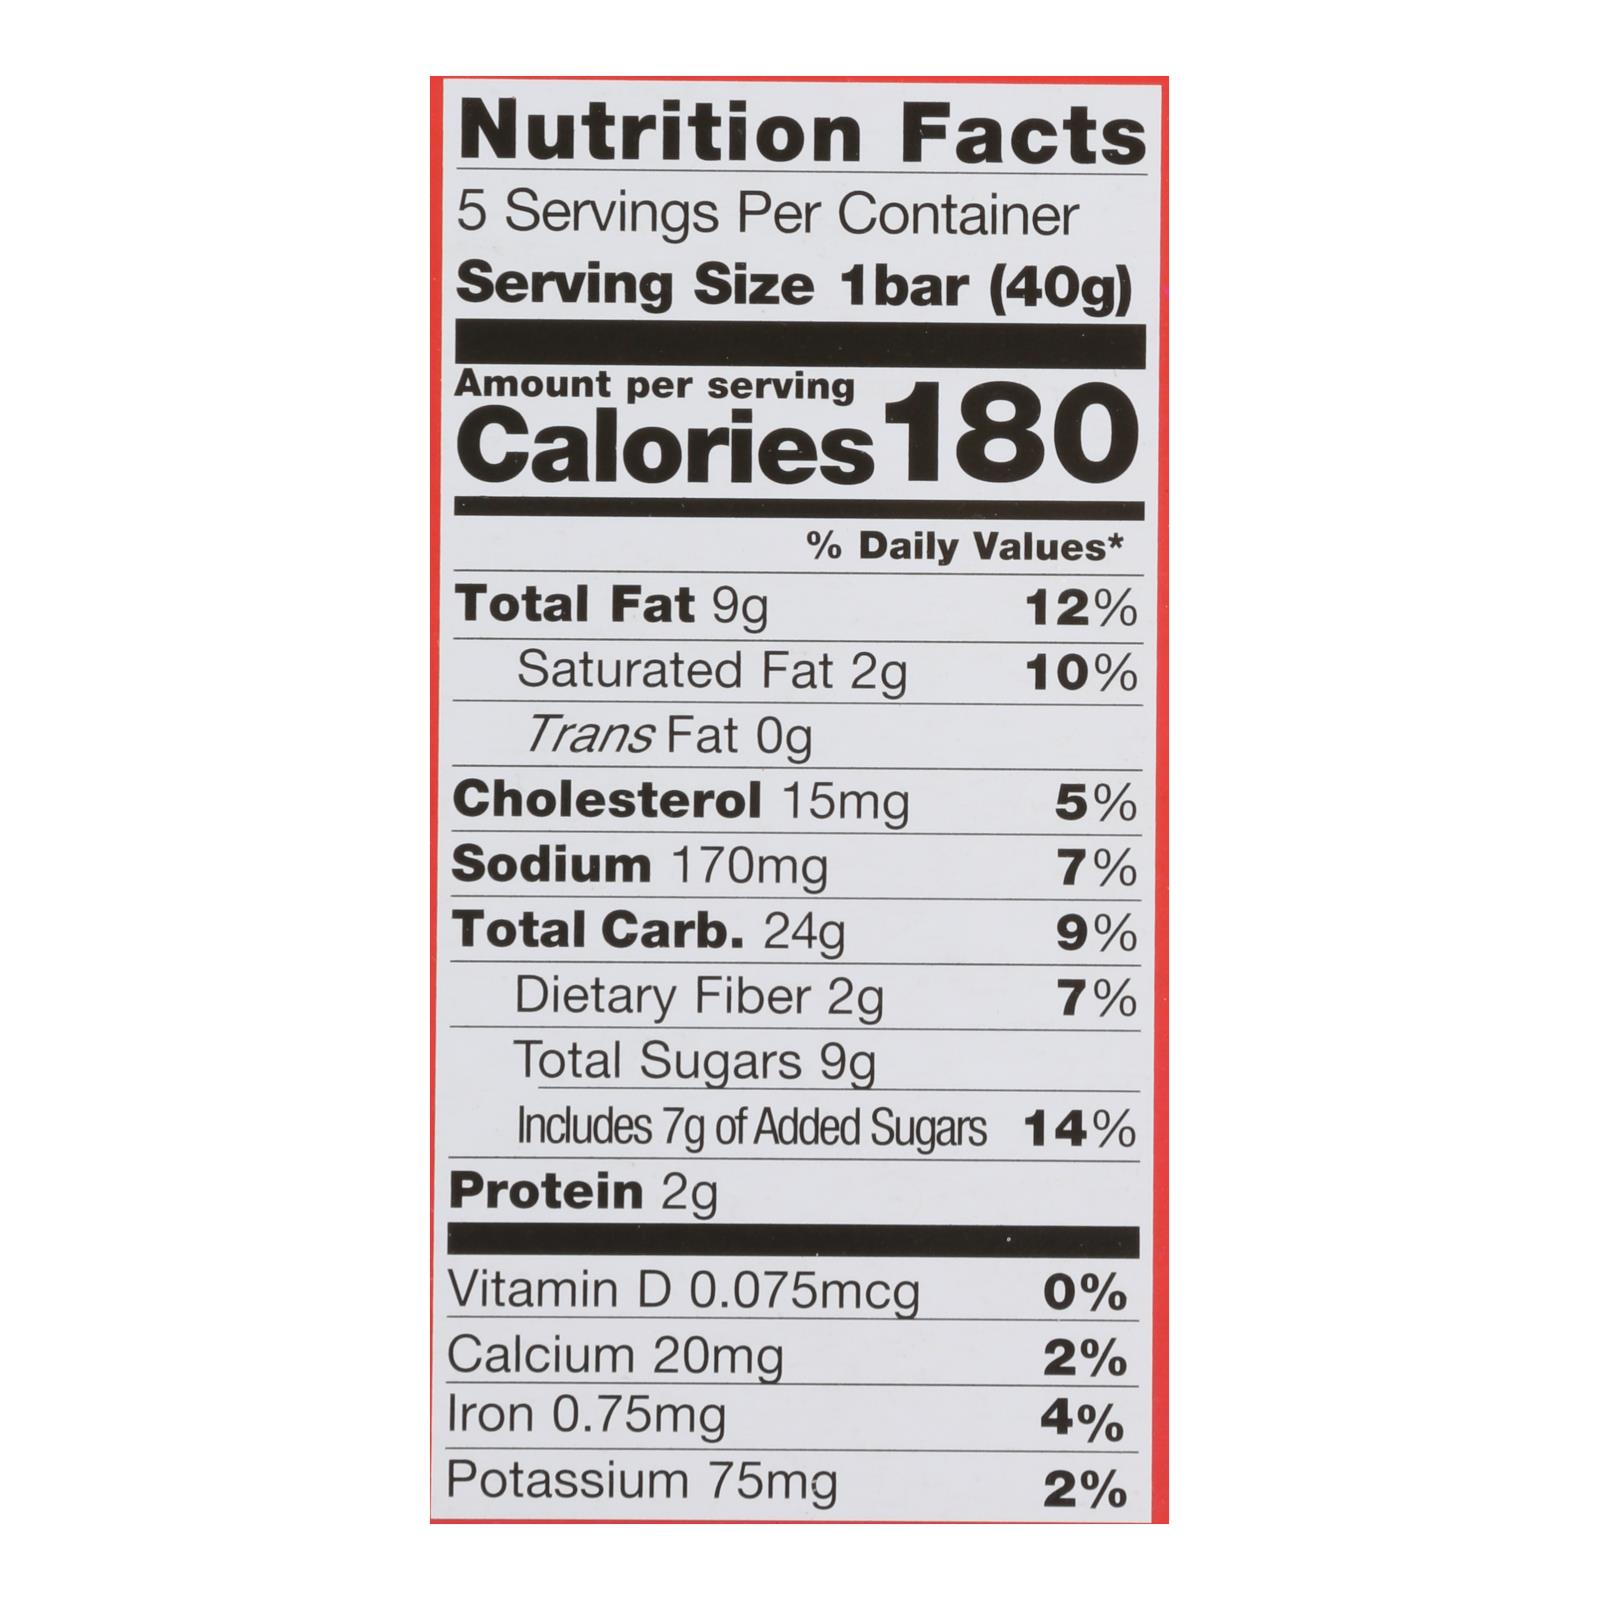 Nutrition Facts
5 Servings Per Container
Serving Size 1bar (40g)
Amount per serving
Calories 180
% Daily Values*
Total Fat 9g 12%
Saturated Fat 2g 10%
Trans Fat 0g
Cholesterol 15mg 5%
Sodium 170mg 7%
Total Carb. 24g 9%
Dietary Fiber 2g 7%
Total Sugars 9g
Includes 7g of Added Sugars 14%
Protein 2g
Vitamin D 0.075mcg 0%
Calcium 20mg 2%
Iron 0.75mg 4%
Potassium 75mg 2%